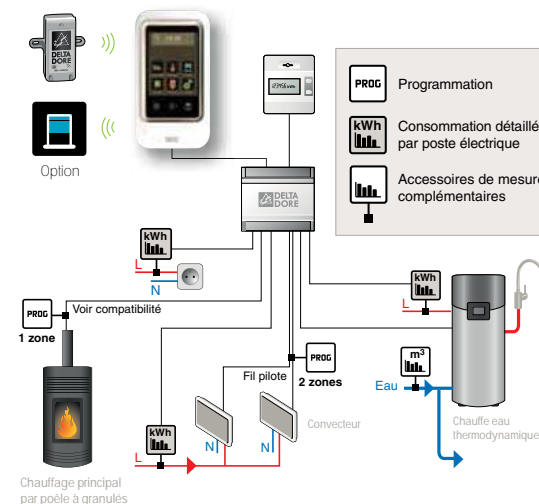 DELTA
DORE
Option
123456 kWh
PROG
Programmation
kWh
Consommation détaillé
par poste électrique
Accessoires de mesure
complémentaires
DELTA
DORE
kWh
L
N
PROG
1 zone
Voir compatibilité
kWh
L
PROG
2 zones
Fil pilote
m³
Eau
kWh
L
N
N
Convecteur
Chauffe eau
thermodynamique
Chauffage principal
par poêle à granulés